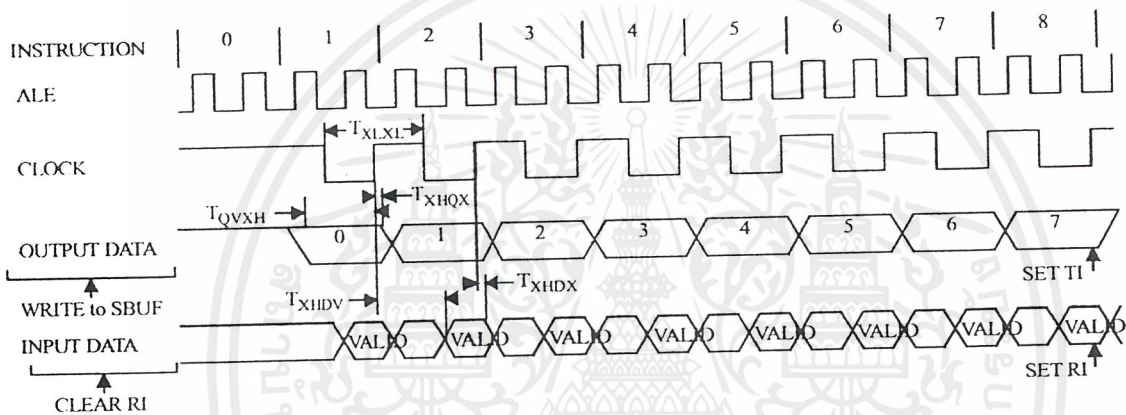 INSTRUCTION 0 1 2 3 4 5 6 7 8
ALE
T XLXL
CLOCK
T XHQX
T QVXH
OUTPUT DATA 0 1 2 3 4 5 6 7
SET TI
WRITE to SBUF
T XHDV
T XHDX
INPUT DATA VALID VALID VALID VALID VALID VALID VALID VALID
SET RI
CLEAR RI